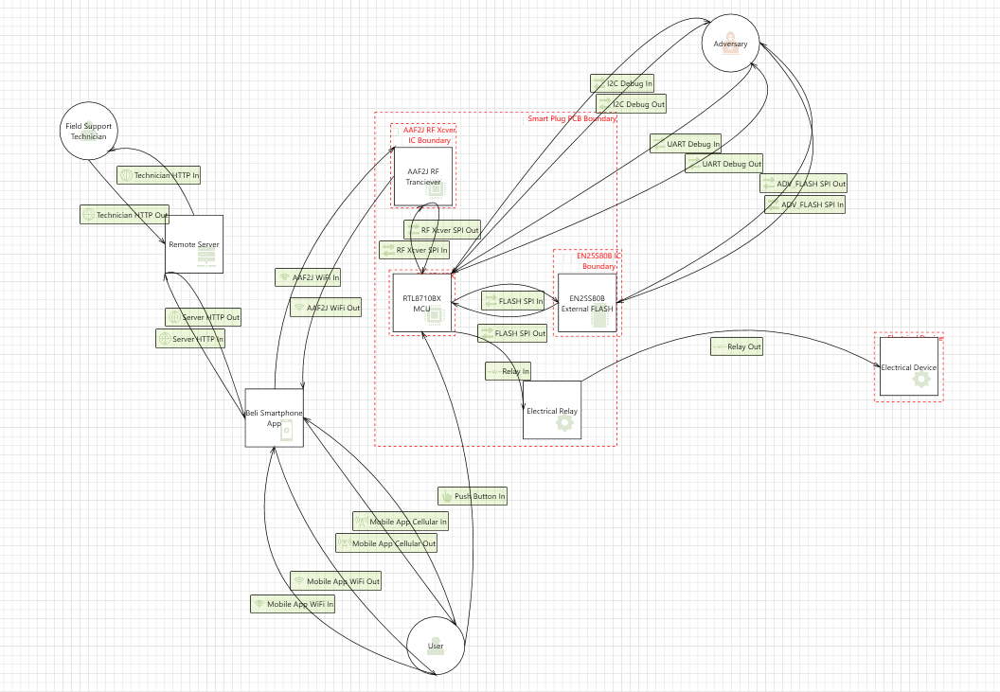 Adversary
I2C Debug In
I2C Debug Out
Smart Plug PCB Boundary
Field Support
Technician
AAF2J RF Xcver
IC Boundary
UART Debug In
UART Debug Out
Technician HTTP In
AAF2J RF
Tranciever
ADV_FLASH SPI Out
ADV_FLASH SPI In
Technician HTTP Out
RF Xcver SPI Out
RF Xcver SPI In
Remote Server
EN25S80B IC
Boundary
AAF2J WiFi In
AAF2J WiFi Out
RTL8710BX
MCU
FLASH SPI In
EN25S80B
External FLASH
Server HTTP Out
Server HTTP In
FLASH SPI Out
Relay Out
Electrical Device
Electrical Device
Relay In
Beli Smartphone
App
Electrical Relay
Push Button In
Mobile App Cellular In
Mobile App Cellular Out
Mobile App WiFi Out
Mobile App WiFi In
User